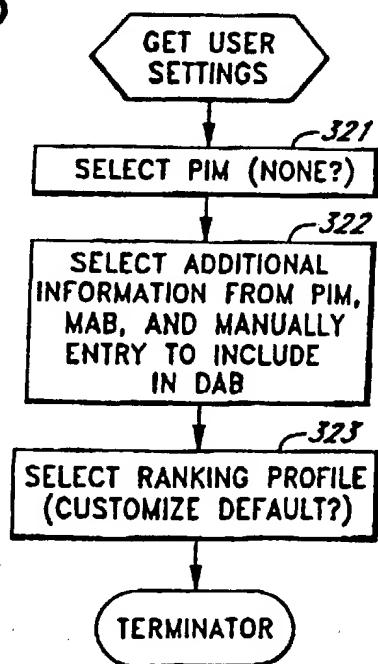 GET USER
SETTINGS
321
SELECT PIM (NONE?)
322
SELECT ADDITIONAL
INFORMATION FROM PIM,
MAB, AND MANUALLY
ENTRY TO INCLUDE
IN DAB
323
SELECT RANKING PROFILE
(CUSTOMIZE DEFAULT?)
TERMINATOR